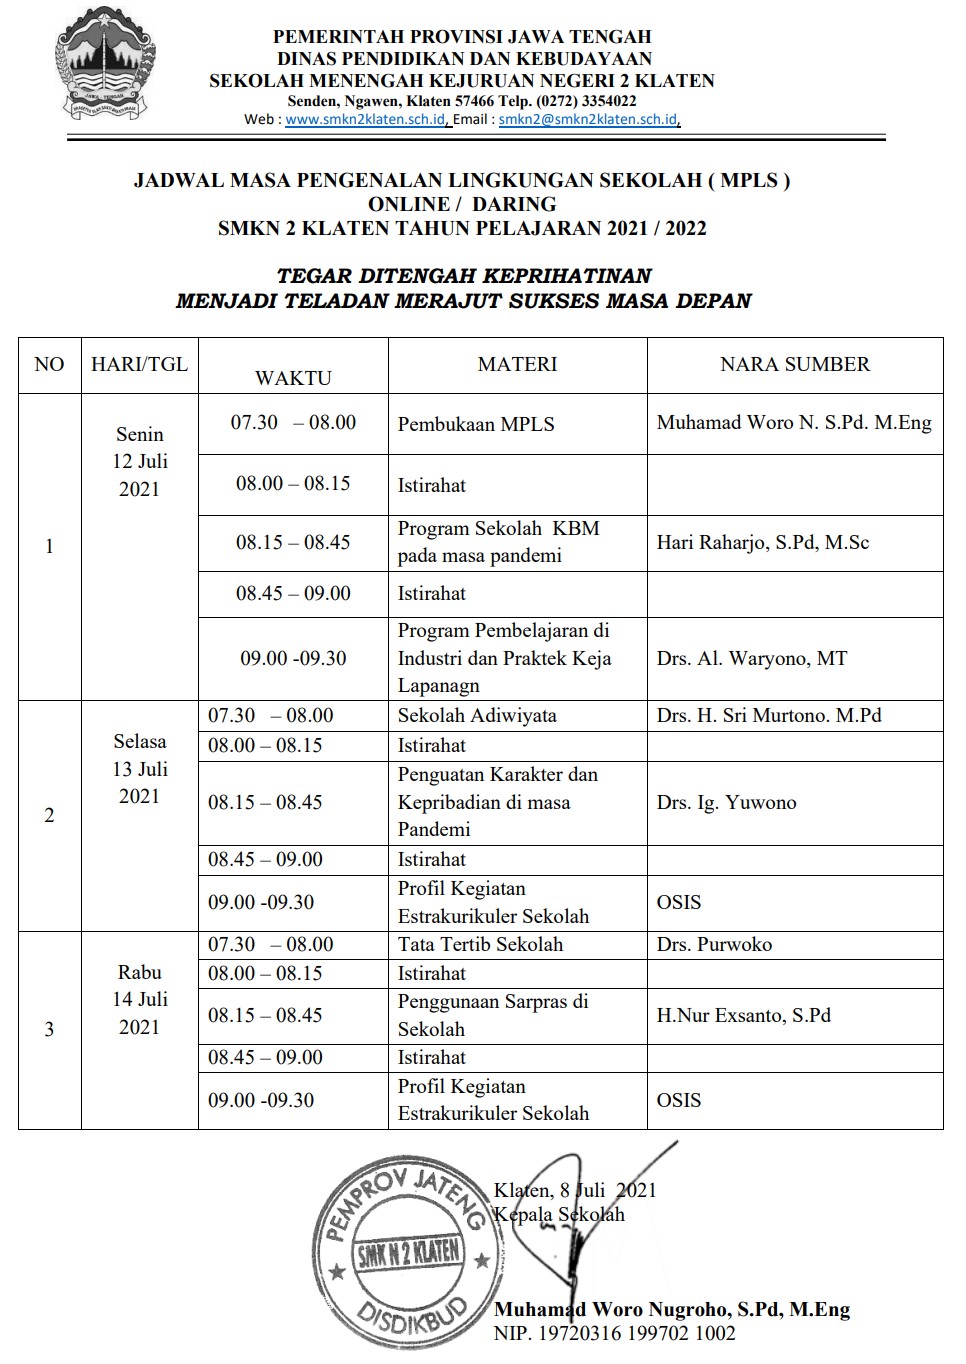 PEMERINTAH PROVINSI JAWA TENGAH
DINAS PENDIDIKAN DAN KEBUDAYAAN
SEKOLAH MENENGAH KEJURUAN NEGERI 2 KLATEN
Senden, Ngawen, Klaten 57466 Telp. (0272) 3354022
Web : www.smkn2klaten.sch.id, Email : smkn2@smkn2klaten.sch.id,
JAWA - TENGAH
JADWAL MASA PENGENALAN LINGKUNGAN SEKOLAH ( MPLS )
ONLINE / DARING
SMKN 2 KLATEN TAHUN PELAJARAN 2021 / 2022
TEGAR DITENGAH KEPRIHATINAN
MENJADI TELADAN MERAJUT SUKSES MASA DEPAN
NO HARI/TGL WAKTU MATERI NARA SUMBER
1
Senin
12 Juli
2021
07.30 – 08.00 Pembukaan MPLS Muhamad Woro N. S.Pd. M.Eng
08.00 – 08.15 Istirahat
08.15 – 08.45 Program Sekolah KBM
pada masa pandemi Hari Raharjo, S.Pd, M.Sc
08.45 – 09.00 Istirahat
09.00 -09.30 Program Pembelajaran di
Industri dan Praktek Keja
Lapanagn Drs. Al. Waryono, MT
2
Selasa
13 Juli
2021
07.30 – 08.00 Sekolah Adiwiyata Drs. H. Sri Murtono. M.Pd
08.00 – 08.15 Istirahat
08.15 – 08.45 Penguatan Karakter dan
Kepribadian di masa
Pandemi Drs. Ig. Yuwono
08.45 – 09.00 Istirahat
09.00 -09.30 Profil Kegiatan
Estrakurikuler Sekolah OSIS
3
Rabu
14 Juli
2021
07.30 – 08.00 Tata Tertib Sekolah Drs. Purwoko
08.00 – 08.15 Istirahat
08.15 – 08.45 Penggunaan Sarpras di
Sekolah H.Nur Exsanto, S.Pd
08.45 – 09.00 Istirahat
09.00 -09.30 Profil Kegiatan
Estrakurikuler Sekolah OSIS
PEMPROV JATENG
SMK N 2 KLATEN
DISDIKBUD
Klaten, 8 Juli 2021
Kepala Sekolah
Muhamad Woro Nugroho, S.Pd, M.Eng
NIP. 19720316 199702 1002